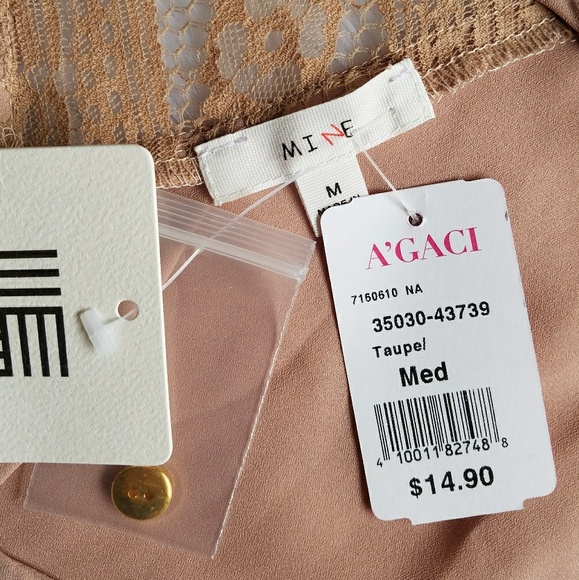 MINE
M
A'GACI
7160610 NA
35030-43739
Taupe/
Med
4 10011 82748 8
$14.90